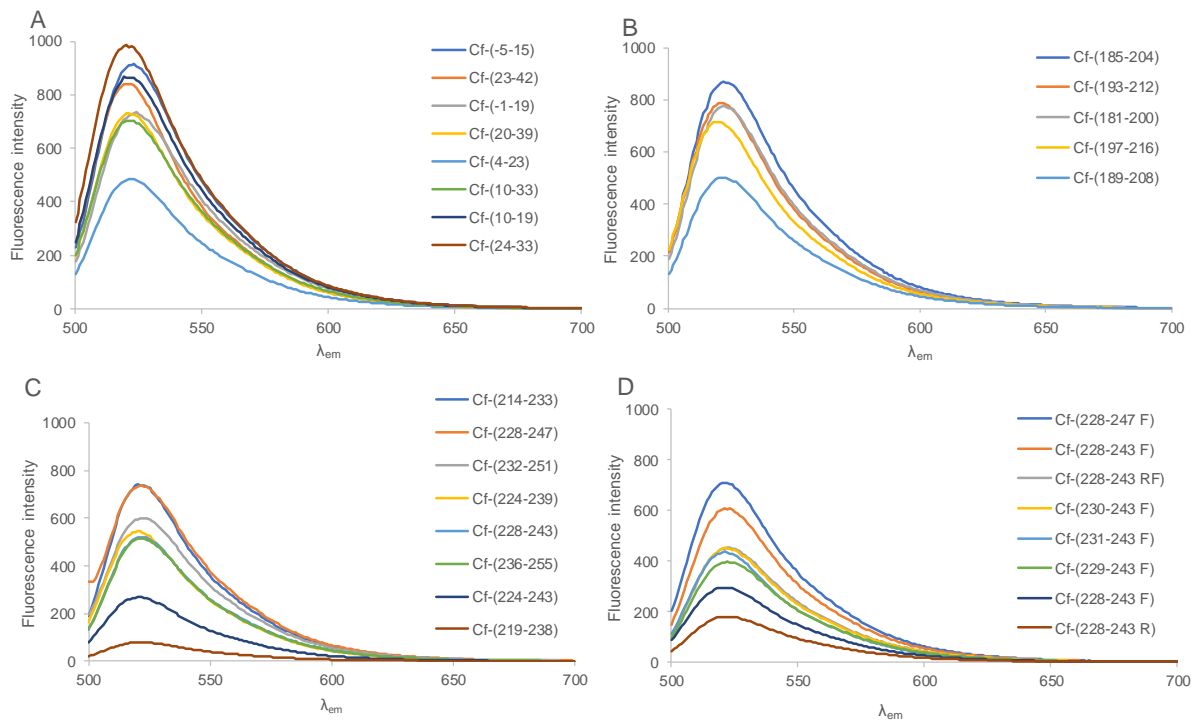 A
Fluorescence intensity
1000
800
600
400
200
0
500
550
600
650
700
λem
Cf-(-5-15)
Cf-(23-42)
Cf-(-1-19)
Cf-(20-39)
Cf-(4-23)
Cf-(10-33)
Cf-(10-19)
Cf-(24-33)
B
Fluorescence intensity
1000
800
600
400
200
0
500
550
600
650
700
λem
Cf-(185-204)
Cf-(193-212)
Cf-(181-200)
Cf-(197-216)
Cf-(189-208)
C
Fluorescence intensity
1000
800
600
400
200
0
500
550
600
650
700
λem
Cf-(214-233)
Cf-(228-247)
Cf-(232-251)
Cf-(224-239)
Cf-(228-243)
Cf-(236-255)
Cf-(224-243)
Cf-(219-238)
D
Fluorescence intensity
1000
800
600
400
200
0
500
550
600
650
700
λem
Cf-(228-247 F)
Cf-(228-243 F)
Cf-(228-243 RF)
Cf-(230-243 F)
Cf-(231-243 F)
Cf-(229-243 F)
Cf-(228-243 F)
Cf-(228-243 R)